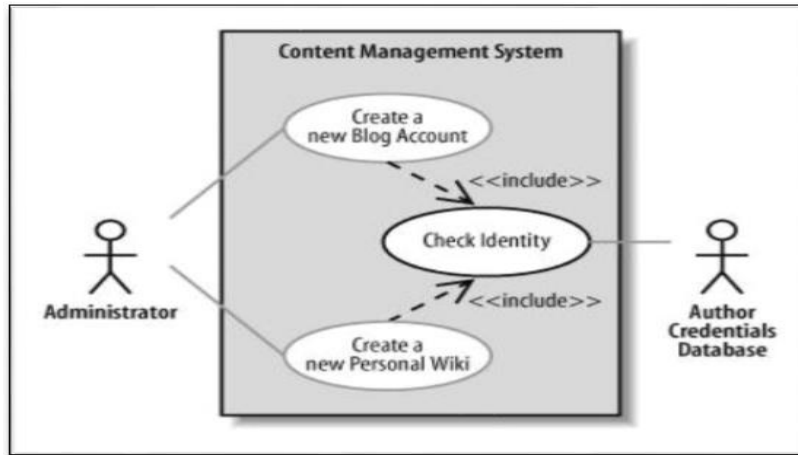 Content Management System
Create a
new Blog Account
<<include>>
Check Identity
Administrator
<<include>>
Author
Credentials
Database
Create a
new Personal Wiki